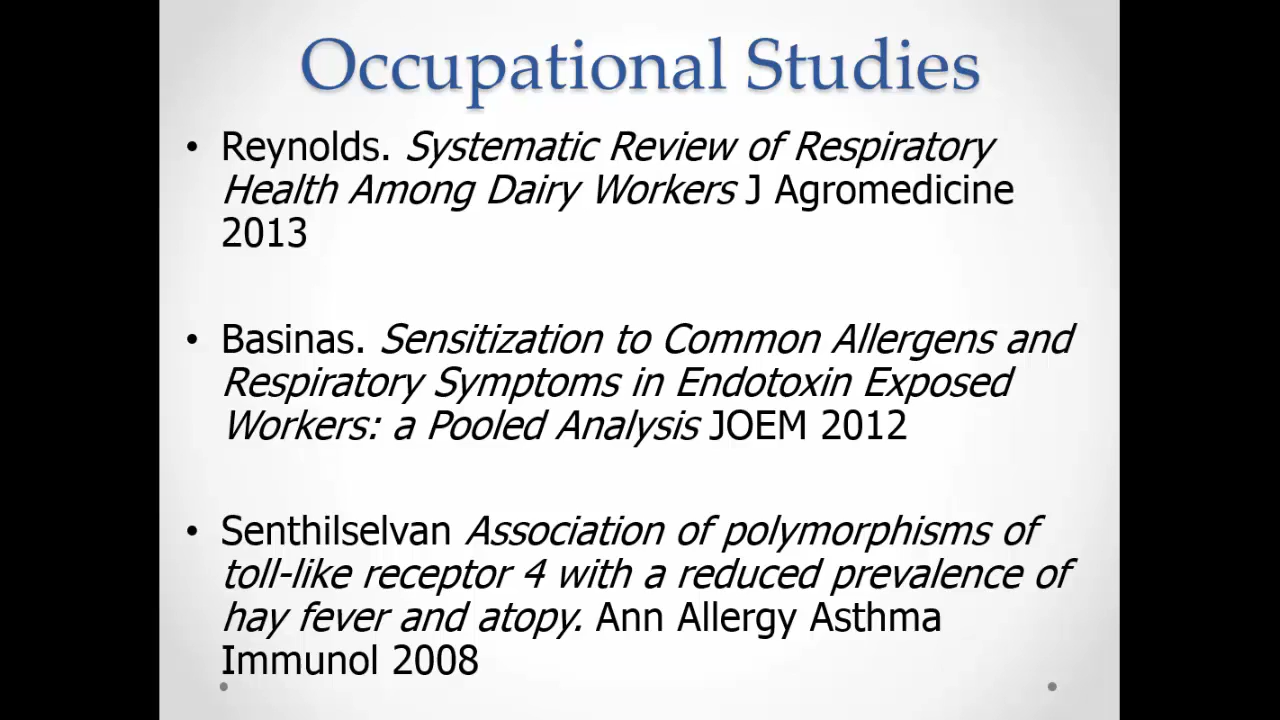 Occupational Studies
• Reynolds. Systematic Review of Respiratory
Health Among Dairy Workers J Agromedicine
2013
• Basinas. Sensitization to Common Allergens and
Respiratory Symptoms in Endotoxin Exposed
Workers: a Pooled Analysis JOEM 2012
• Senthilselvan Association of polymorphisms of
toll-like receptor 4 with a reduced prevalence of
hay fever and atopy. Ann Allergy Asthma
Immunol 2008